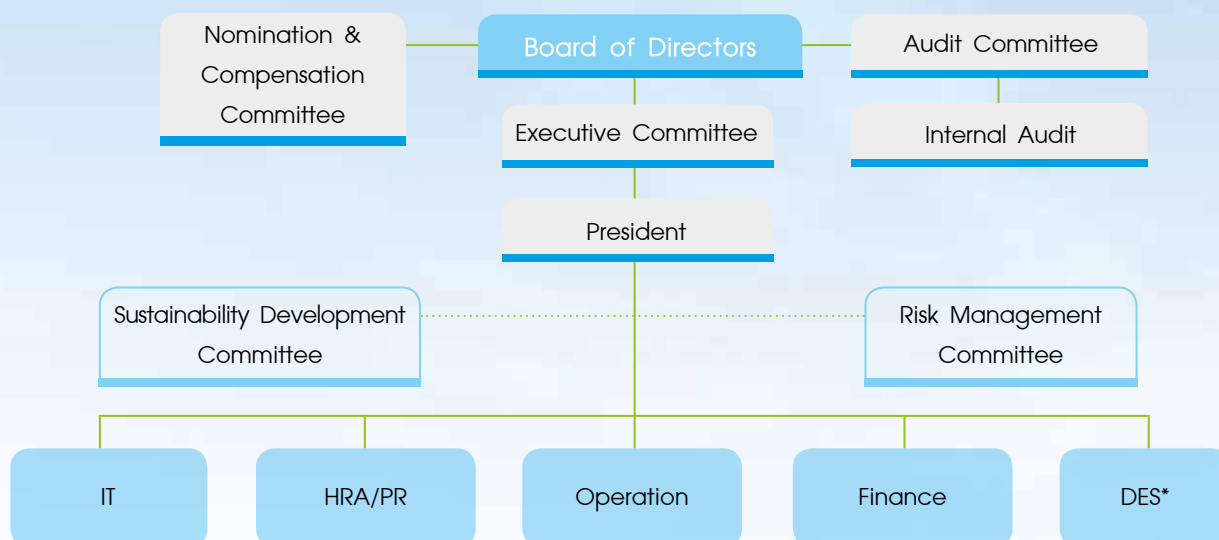 Nomination &
Compensation
Committee
Board of Directors
Audit Committee
Executive Committee
Internal Audit
President
Sustainability Development
Committee
Risk Management
Committee
IT
HRA/PR
Operation
Finance
DES*